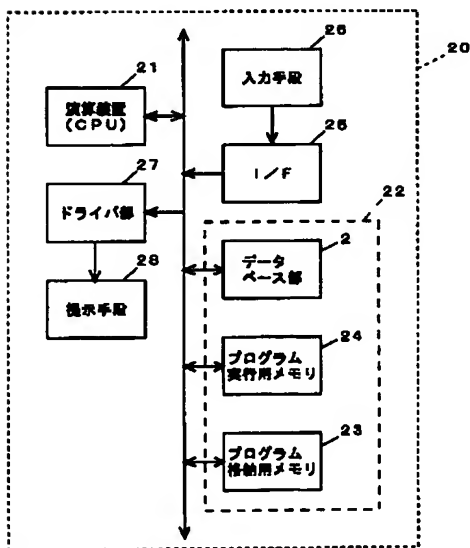 26
入力手段
20
21
演算装置
(CPU)
25
I/F
27
ドライバ部
22
2
データ
ベース部
28
提示手段
24
プログラム
実行用メモリ
23
プログラム
格納用メモリ